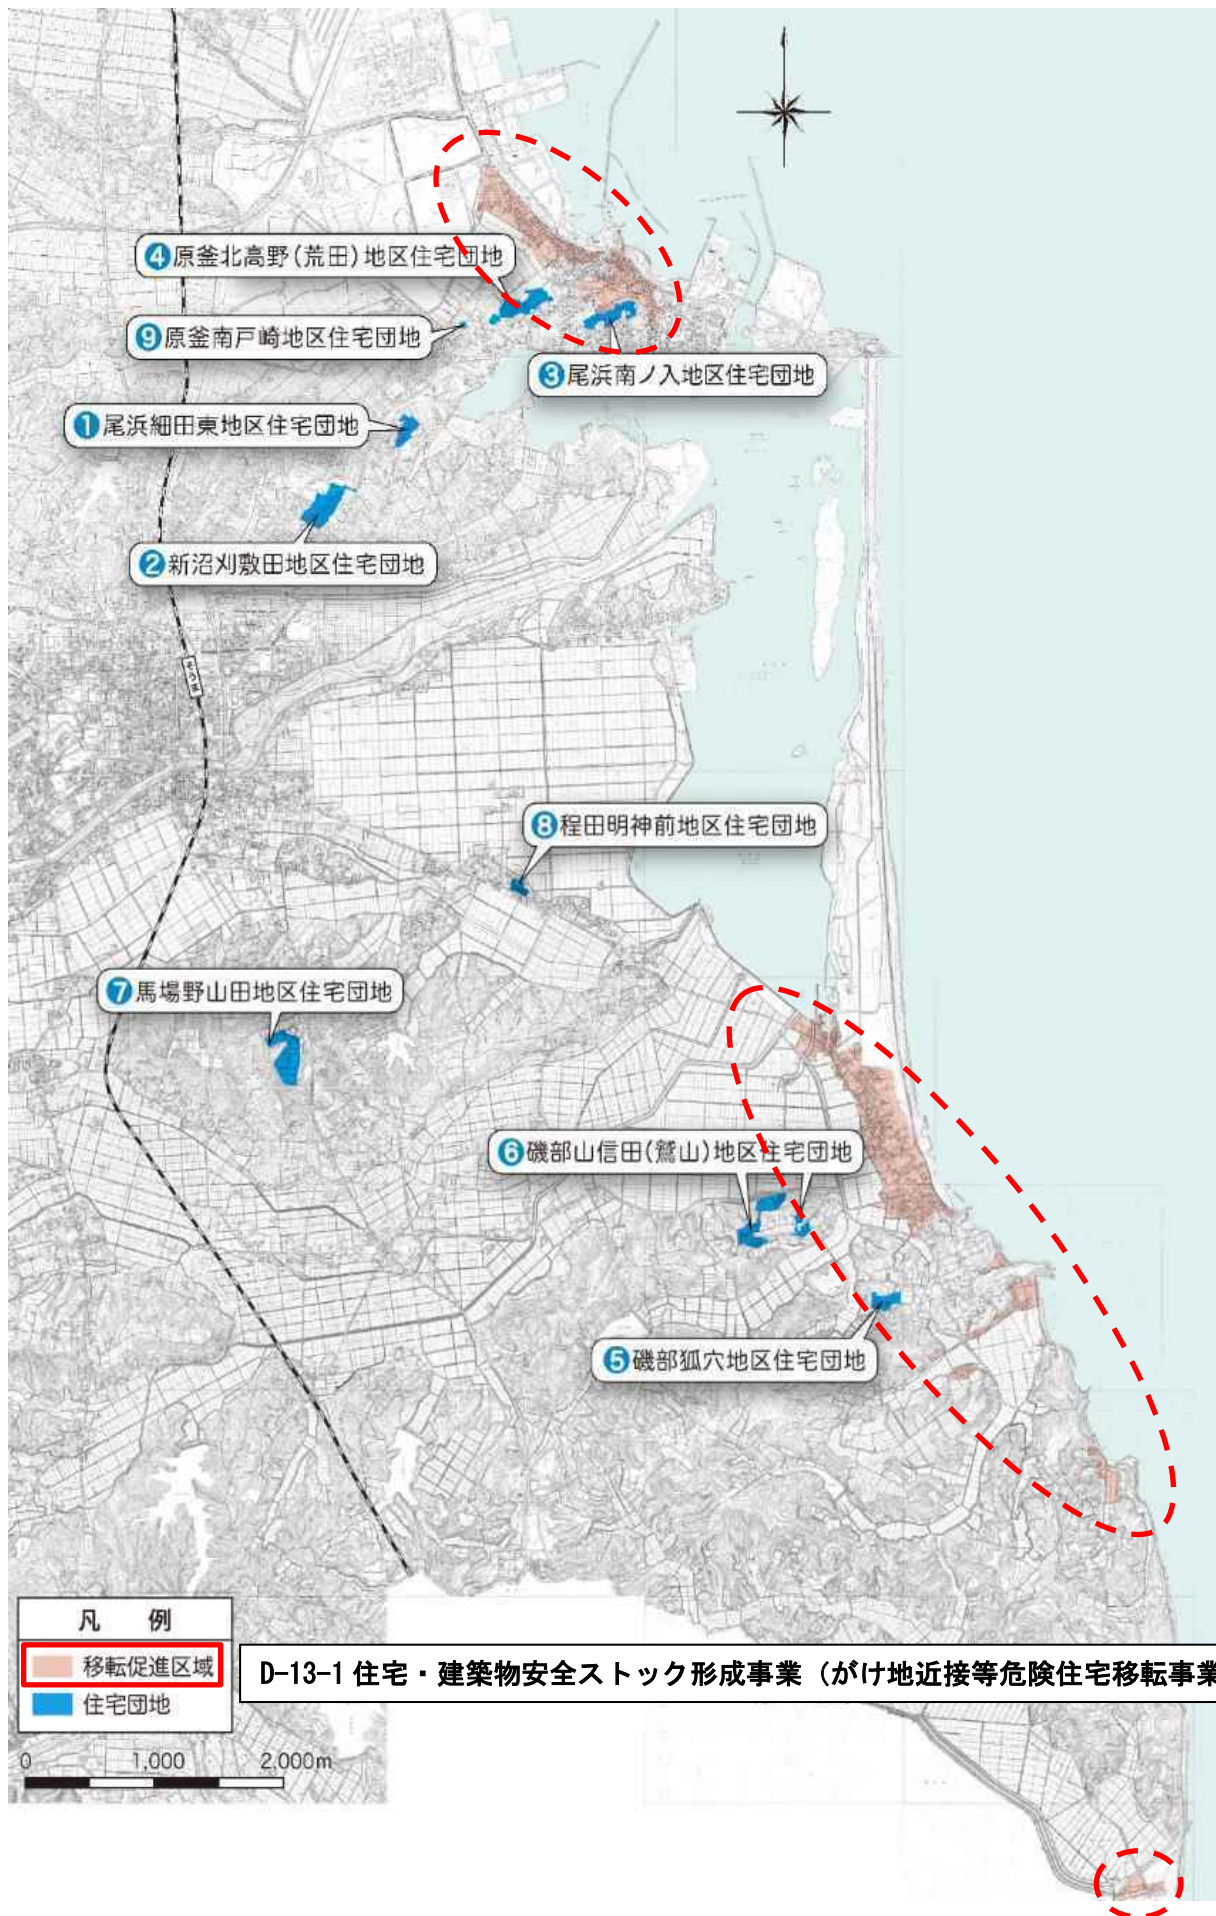 ④原釜北高野(荒田)地区住宅団地
⑨原釜南戸崎地区住宅団地
③尾浜南ノ入地区住宅団地
①尾浜細田東地区住宅団地
②新沼刈敷田地区住宅団地
そうま
⑧程田明神前地区住宅団地
⑦馬場野山田地区住宅団地
⑥磯部山信田(鷲山)地区住宅団地
⑤磯部狐穴地区住宅団地
凡 例
移転促進区域
住宅団地
D-13-1 住宅・建築物安全ストック形成事業（がけ地近接等危険住宅移転事業
0 1,000 2,000m